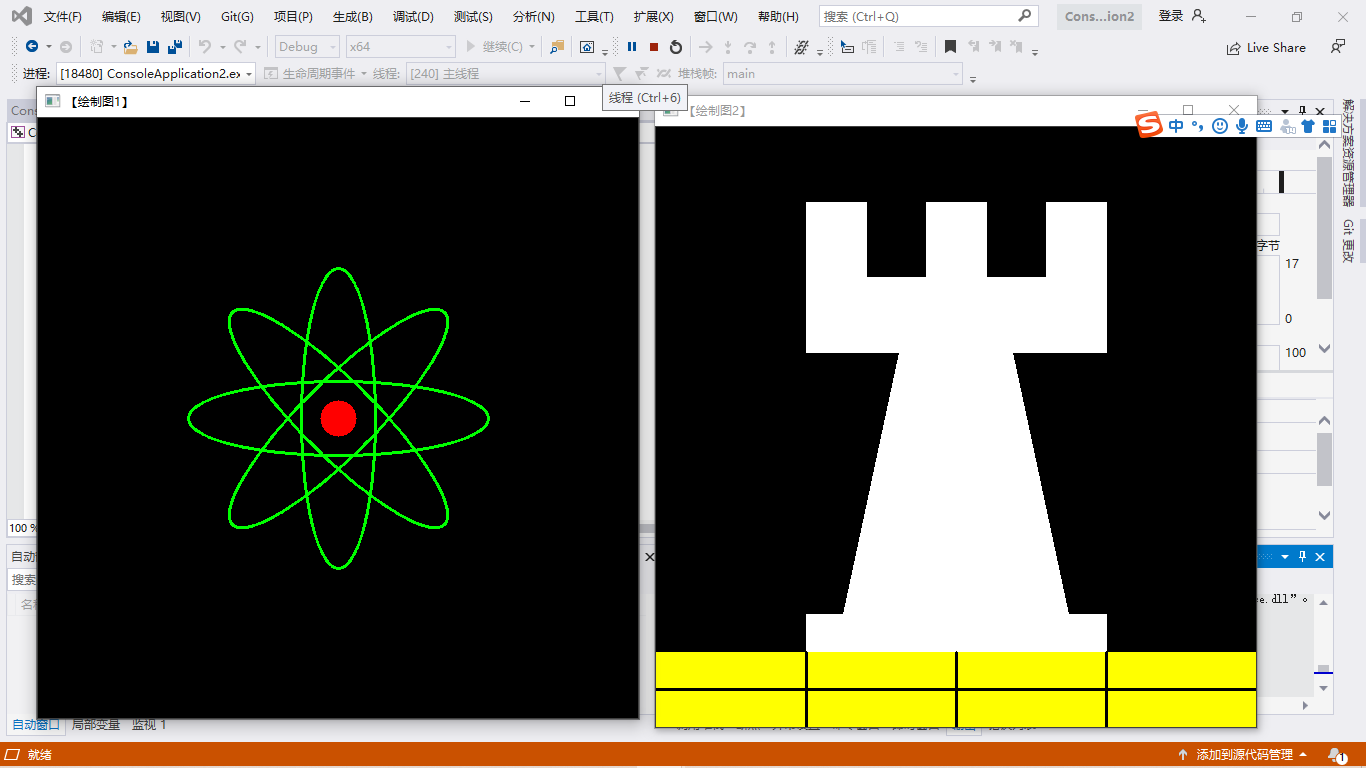 文件(F) 编辑(E) 视图(V) Git(G) 项目(P) 生成(B) 调试(D) 测试(S) 分析(N) 工具(T) 扩展(X) 窗口(W) 帮助(H) 搜索 (Ctrl+Q) Cons...ion2 登录
Debug x64 继续(C) Live Share
进程: [18480] ConsoleApplication2.ex 生命周期事件 线程: [240] 主线程 堆栈帧: main
线程 (Ctrl+6)
【绘制图1】
【绘制图2】
Cons
C
中
解决方案资源管理器
Git 更改
字节
17
0
100
100 %
自动
搜索
名
re.dll”。
自动窗口 局部变量 监视 1
就绪 添加到源代码管理 1